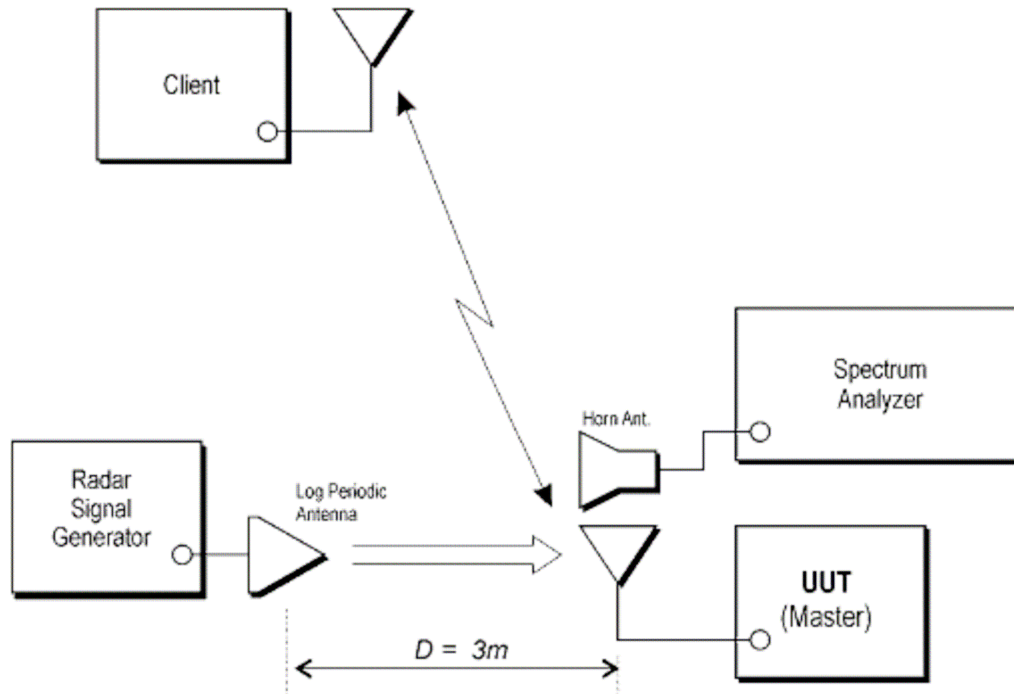 Client
Spectrum
Analyzer
Horn Ant.
Radar
Signal
Generator
Log Periodic
Antenna
UUT
(Master)
D = 3m